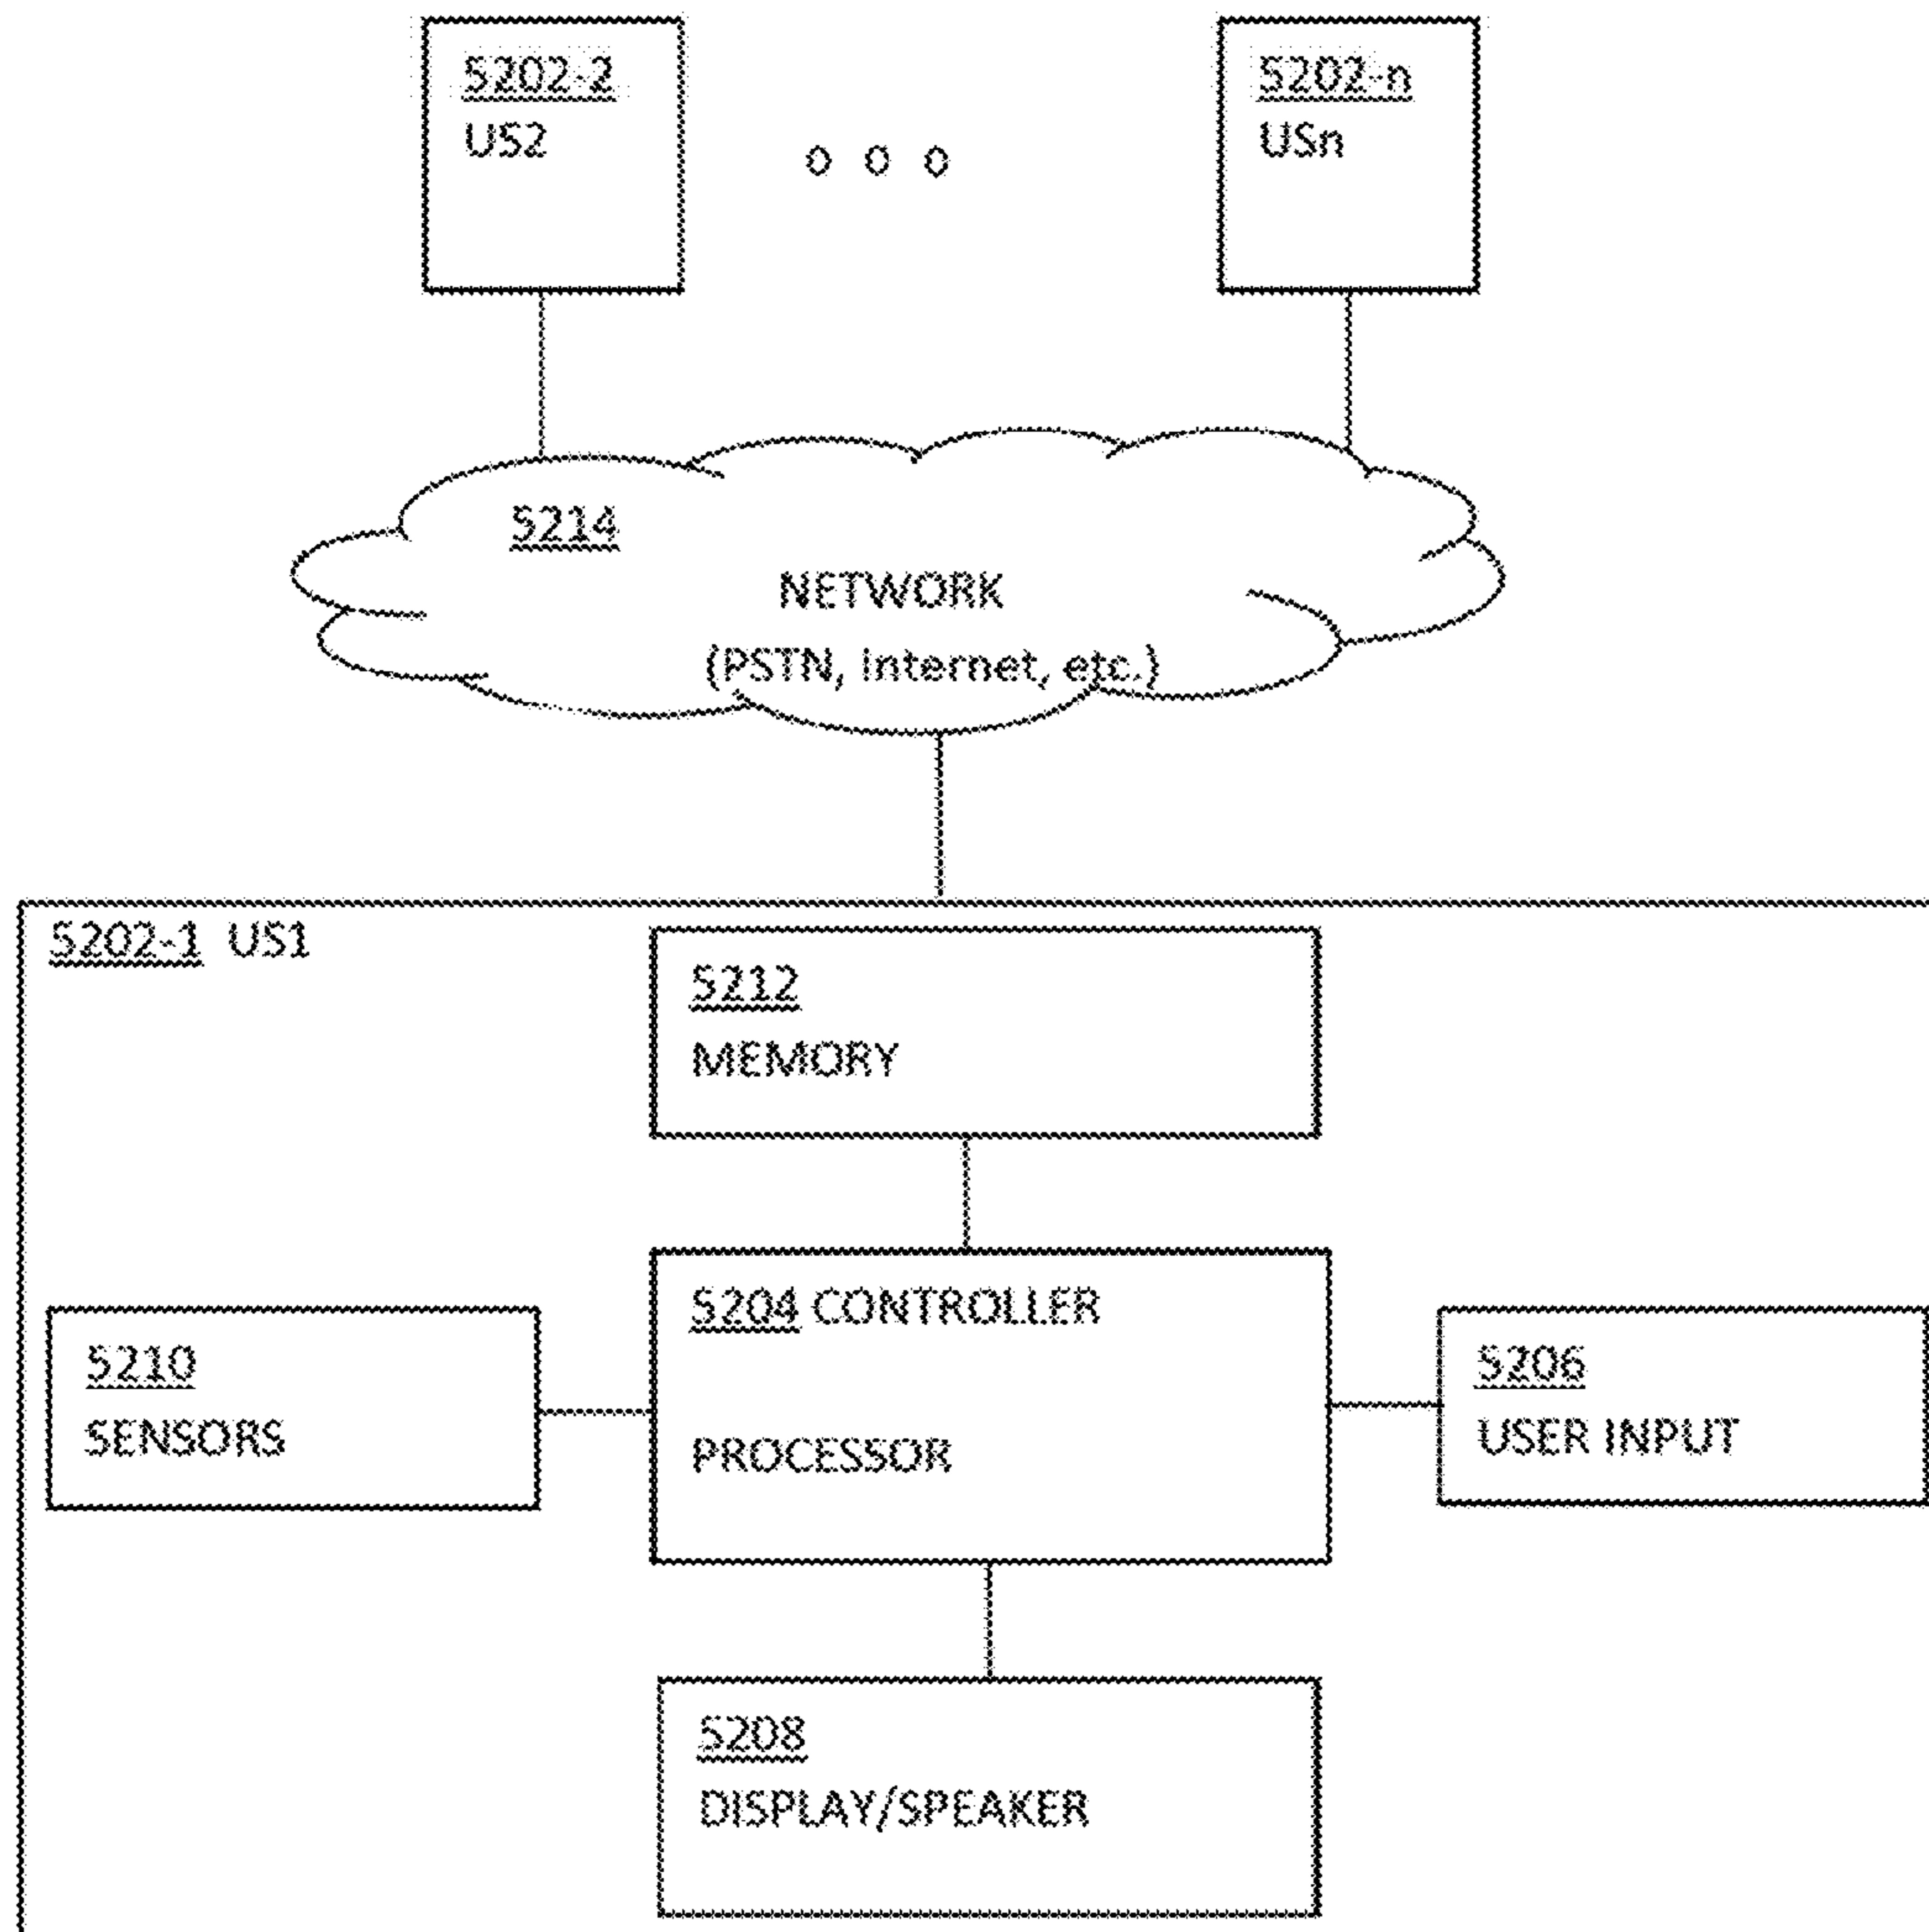 5202-2
US2
5202-n
USn
o o o
5214
NETWORK
(PSTN, Internet, etc.)
5202-1 US1
5212
MEMORY
5204 CONTROLLER
PROCESSOR
5210
SENSORS
5206
USER INPUT
5208
DISPLAY/SPEAKER